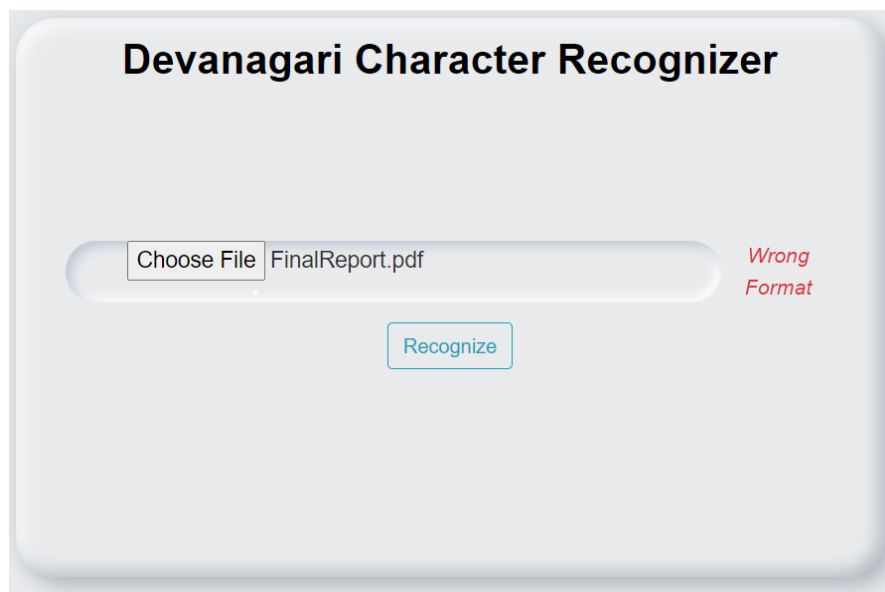 Devanagari Character Recognizer
Choose File FinalReport.pdf
Wrong
Format
Recognize